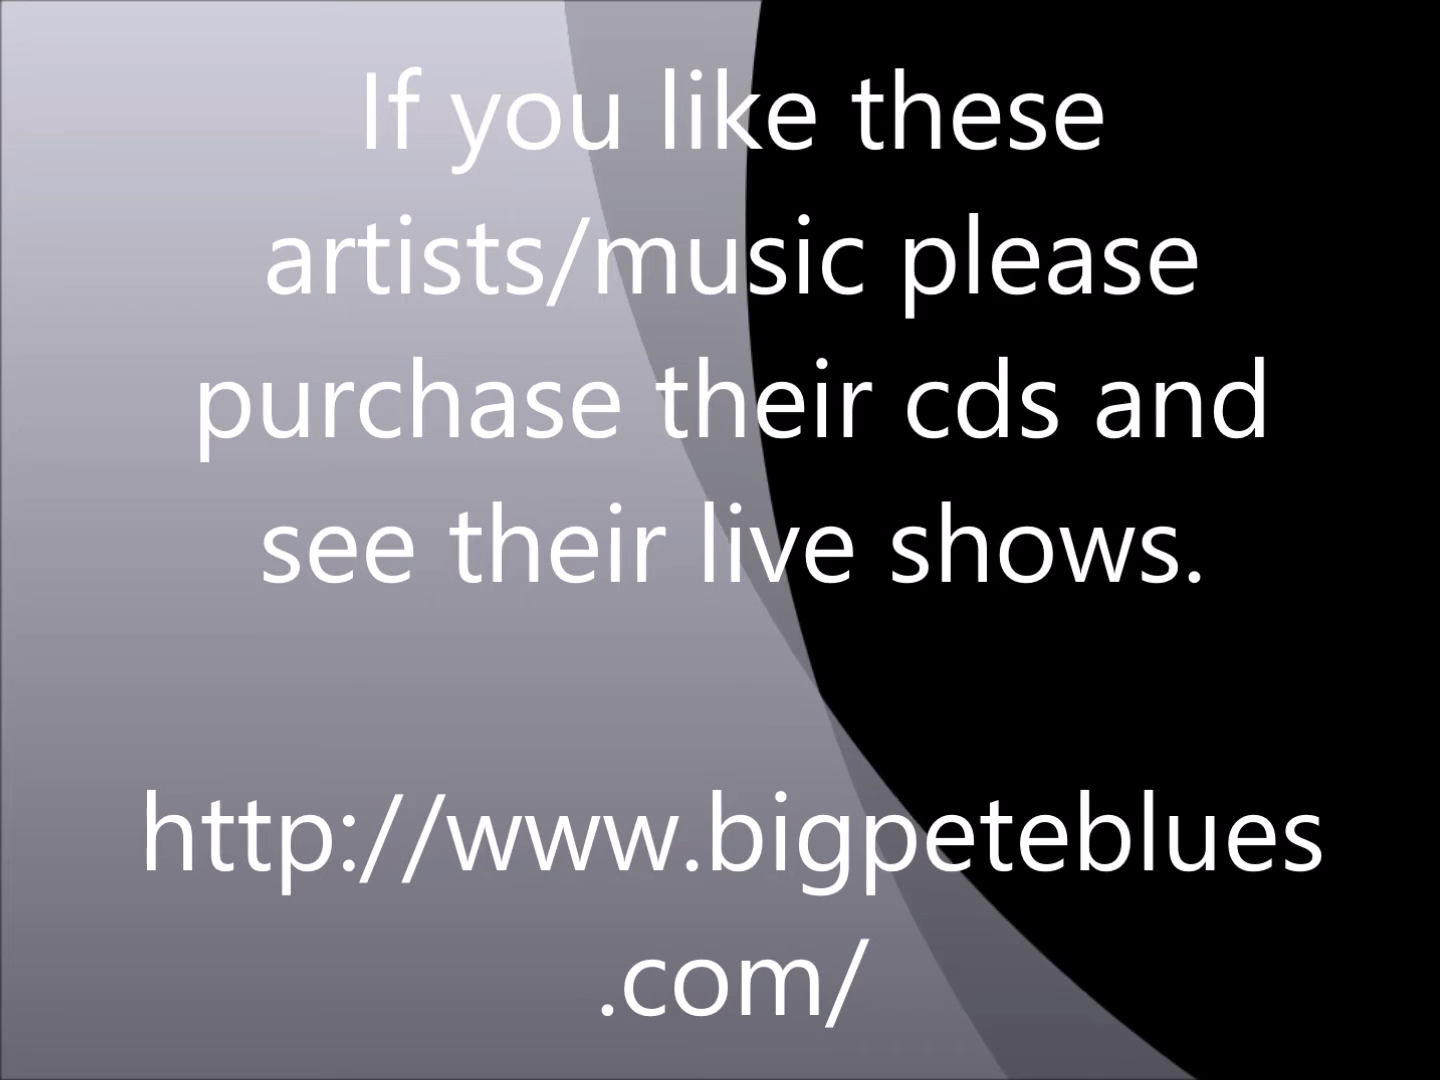 If you like these
artists/music please
purchase their cds and
see their live shows.
http://www.bigpeteblues
.com/